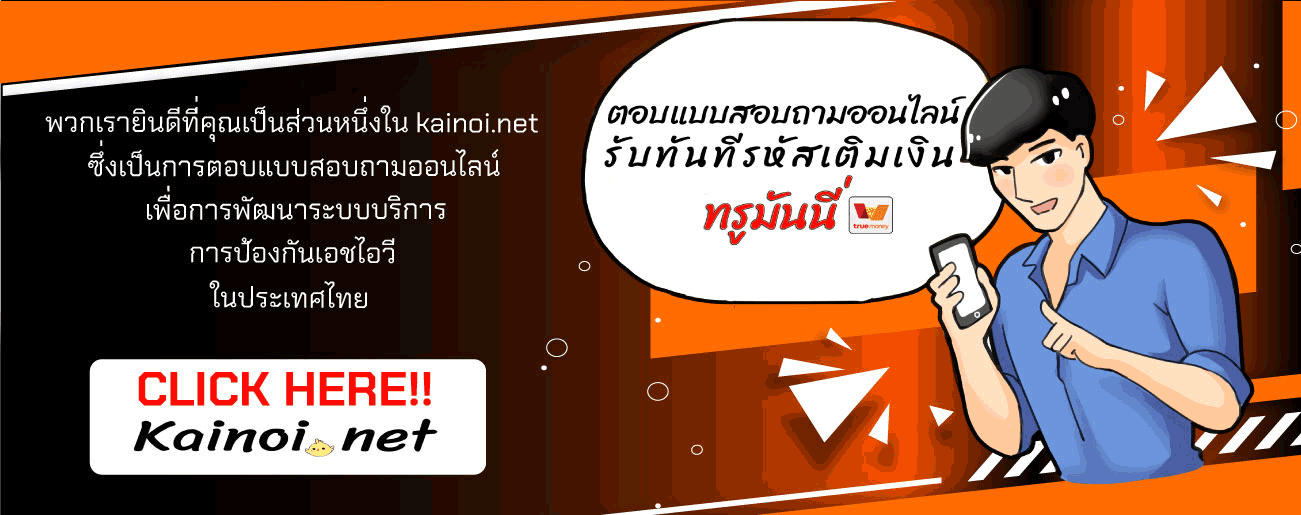 พวกเรายินดีที่คุณเป็นส่วนหนึ่งใน kainoi.net
ซึ่งเป็นการตอบแบบสอบถามออนไลน์
เพื่อการพัฒนาระบบบริการ
การป้องกันเอชไอวี
ในประเทศไทย
CLICK HERE!!
Kainoi.net
ตอบแบบสอบถามออนไลน์
รับทันทีรหัสเติมเงิน
ทรูมันนี่
truemoney